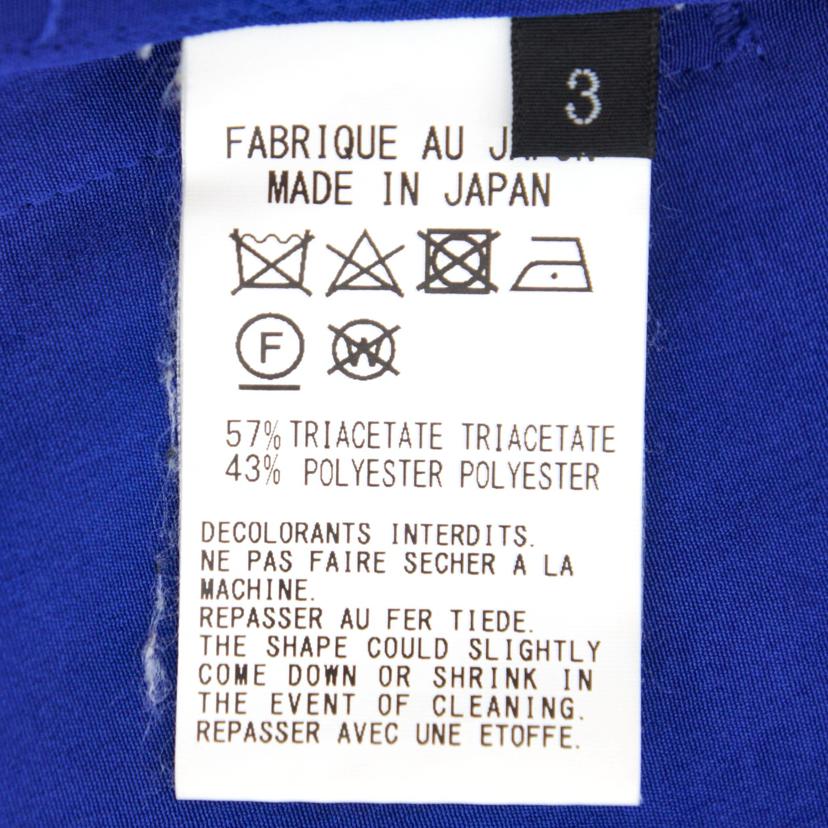 3
FABRIQUE AU JAPON
MADE IN JAPAN
F
W
57% TRIACETATE TRIACETATE
43% POLYESTER POLYESTER
DECOLORANTS INTERDITS.
NE PAS FAIRE SECHER A LA
MACHINE.
REPASSER AU FER TIEDE.
THE SHAPE COULD SLIGHTLY
COME DOWN OR SHRINK IN
THE EVENT OF CLEANING.
REPASSER AVEC UNE ETOFFE.